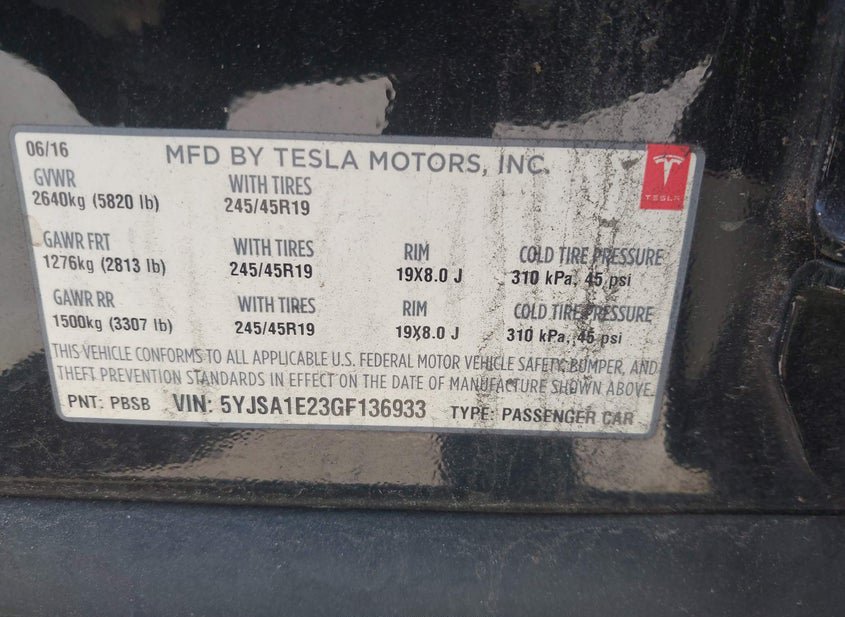 06/16 MFD BY TESLA MOTORS, INC.
TESLA
GVWR WITH TIRES
2640kg (5820 lb) 245/45R19
GAWR FRT WITH TIRES RIM COLD TIRE PRESSURE
1276kg (2813 lb) 245/45R19 19X8.0 J 310 kPa, 45 psi
GAWR RR WITH TIRES RIM COLD TIRE PRESSURE
1500kg (3307 lb) 245/45R19 19X8.0 J 310 kPa, 45 psi
THIS VEHICLE CONFORMS TO ALL APPLICABLE U.S. FEDERAL MOTOR VEHICLE SAFETY, BUMPER, AND
THEFT PREVENTION STANDARDS IN EFFECT ON THE DATE OF MANUFACTURE SHOWN ABOVE.
PNT: PBSB VIN: 5YJSA1E23GF136933 TYPE: PASSENGER CAR